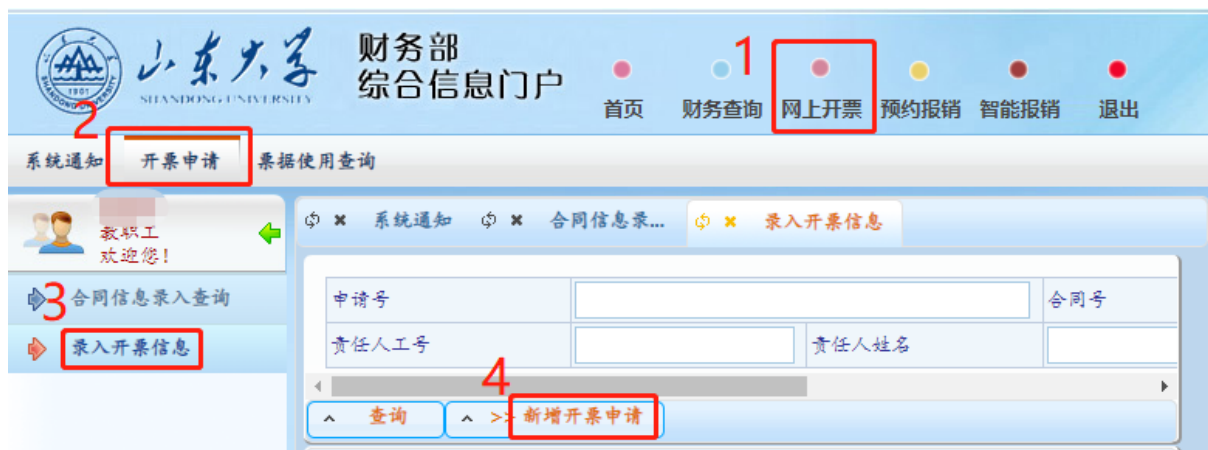 山东大学
SHANDONG UNIVERSITY
1901
财务部
综合信息门户
1
首页 财务查询 网上开票 预约报销 智能报销 退出
2
系统通知 开票申请 票据使用查询
教职工
欢迎您!
系统通知 合同信息录... 录入开票信息
3
合同信息录入查询
录入开票信息
申请号 合同号
责任人工号 责任人姓名
4
查询 >> 新增开票申请